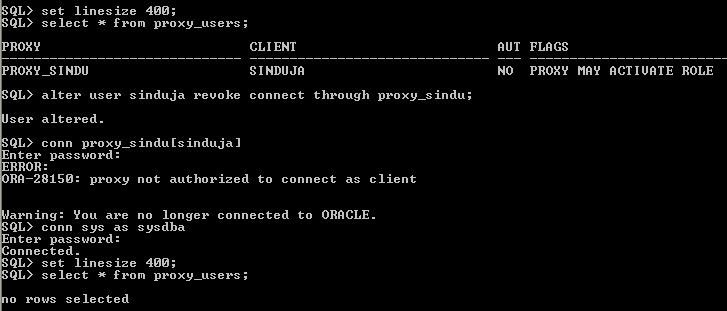 SQL> set linesize 400;
SQL> select * from proxy_users;
PROXY CLIENT AUT FLAGS
------------------------------ ------------------------------ --- -----------------------------------
PROXY_SINDU SINDUJA NO PROXY MAY ACTIVATE ROLE
SQL> alter user sinduja revoke connect through proxy_sindu;
User altered.
SQL> conn proxy_sindu[sinduja]
Enter password:
ERROR:
ORA-28150: proxy not authorized to connect as client
Warning: You are no longer connected to ORACLE.
SQL> conn sys as sysdba
Enter password:
Connected.
SQL> set linesize 400;
SQL> select * from proxy_users;
no rows selected